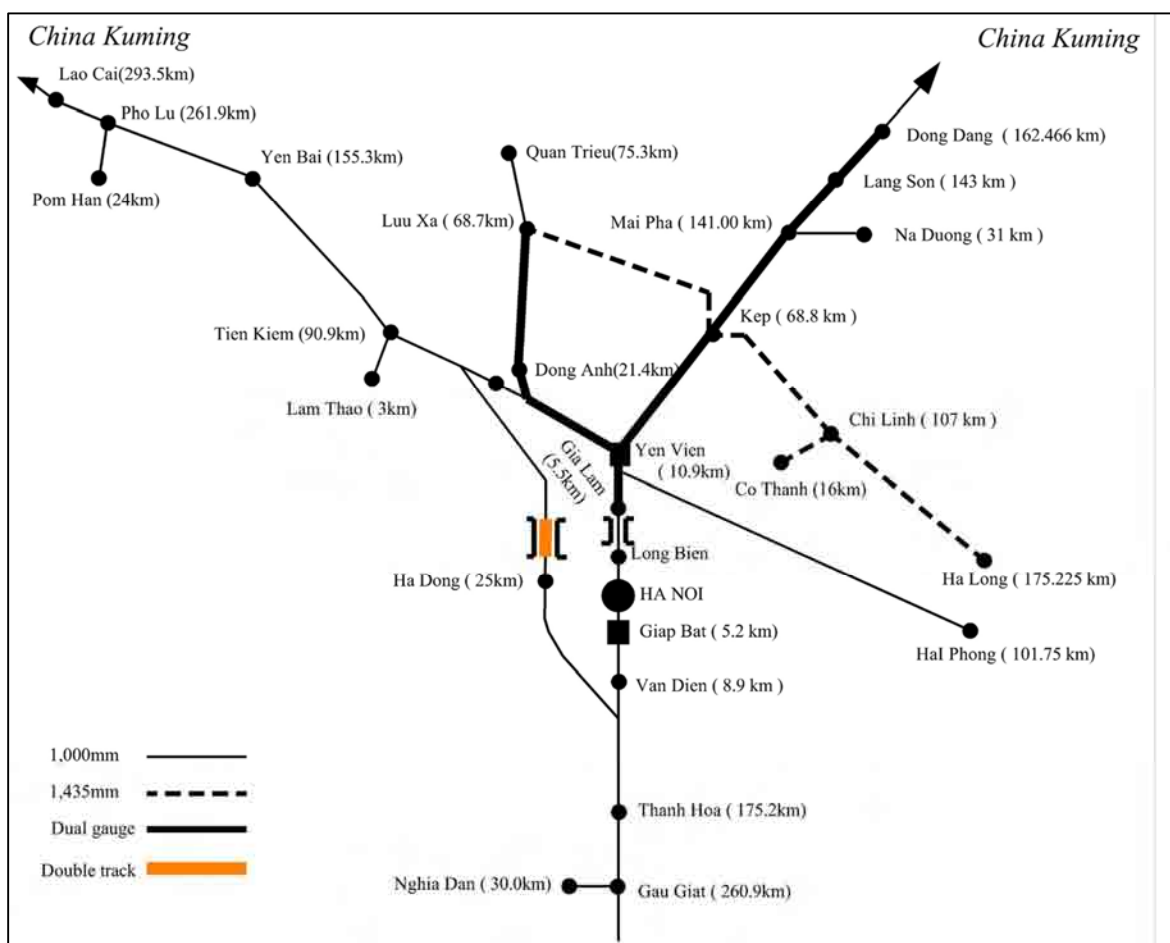 China Kuming
China Kuming
Lao Cai(293.5km)
Pho Lu (261.9km)
Dong Dang ( 162.466 km)
Yen Bai (155.3km)
Quan Trieu(75.3km)
Lang Son ( 143 km )
Pom Han (24km)
Luu Xa ( 68.7km)
Mai Pha ( 141.00 km)
Na Duong ( 31 km )
Kep ( 68.8 km )
Tien Kiem (90.9km)
Dong Anh(21.4km)
Lam Thao ( 3km)
Chi Linh ( 107 km )
Gia Lam
(5.5km)
Yen Vien
( 10.9km)
Co Thanh (16km)
Long Bien
Ha Dong ( 25km)
Ha Long ( 175.225 km)
HA NOI
Giap Bat ( 5.2 km)
HaI Phong ( 101.75 km)
Van Dien ( 8.9 km )
1,000mm
1,435mm
Dual gauge
Double track
Thanh Hoa ( 175.2km)
Nghia Dan ( 30.0km)
Gau Giat ( 260.9km)